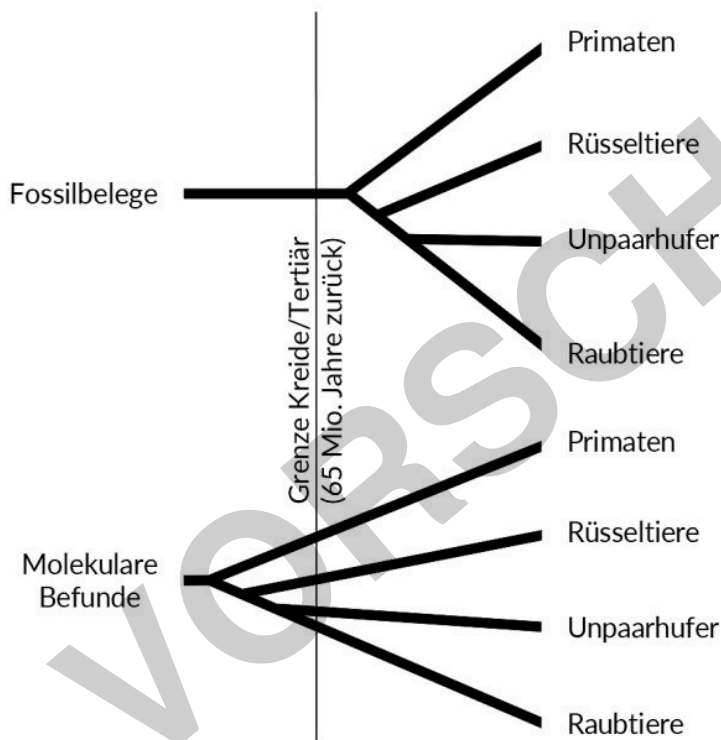 Primaten
Rüsseltiere
Fossilbelege
Unpaarhufer
Grenze Kreide/Tertiär
(65 Mio. Jahre zurück)
Raubtiere
Primaten
Rüsseltiere
Molekulare
Befunde
Unpaarhufer
Raubtiere
VORSCH